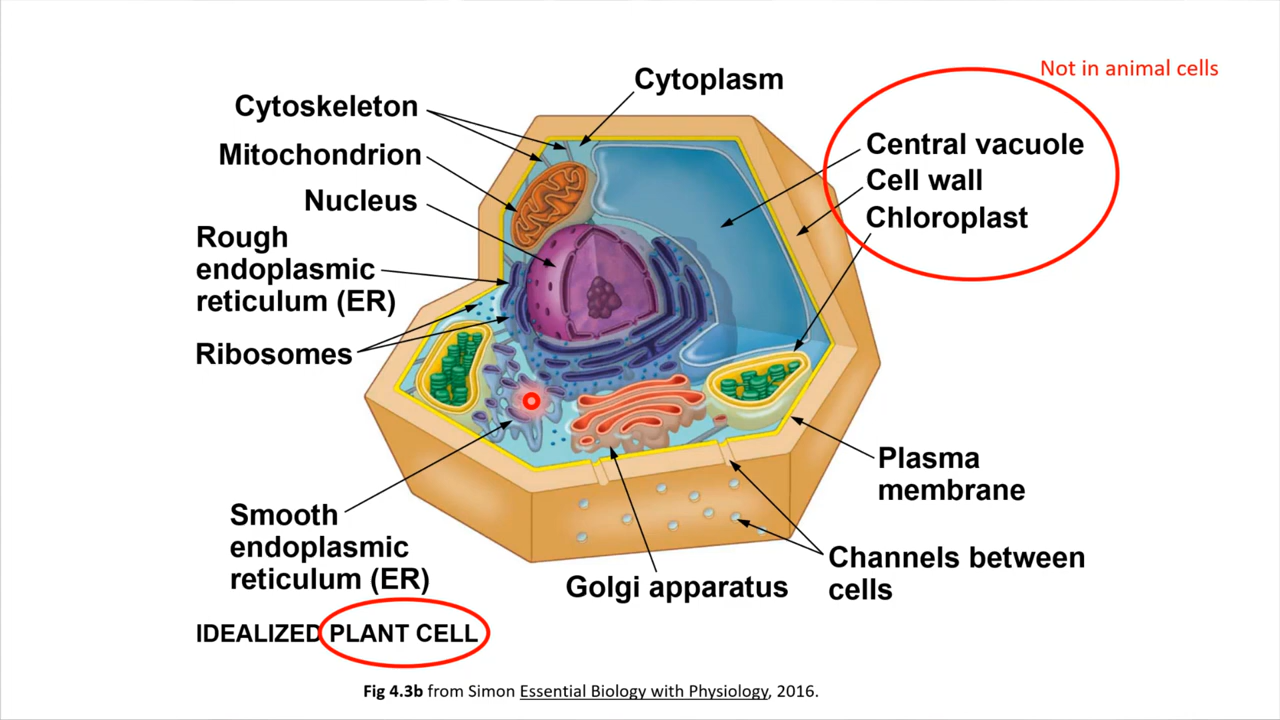 Not in animal cells
Cytoplasm
Cytoskeleton
Mitochondrion
Nucleus
Rough
endoplasmic
reticulum (ER)
Ribosomes
Central vacuole
Cell wall
Chloroplast
Plasma
membrane
Smooth
endoplasmic
reticulum (ER)
Golgi apparatus
Channels between
cells
IDEALIZED PLANT CELL
Fig 4.3b from Simon Essential Biology with Physiology, 2016.